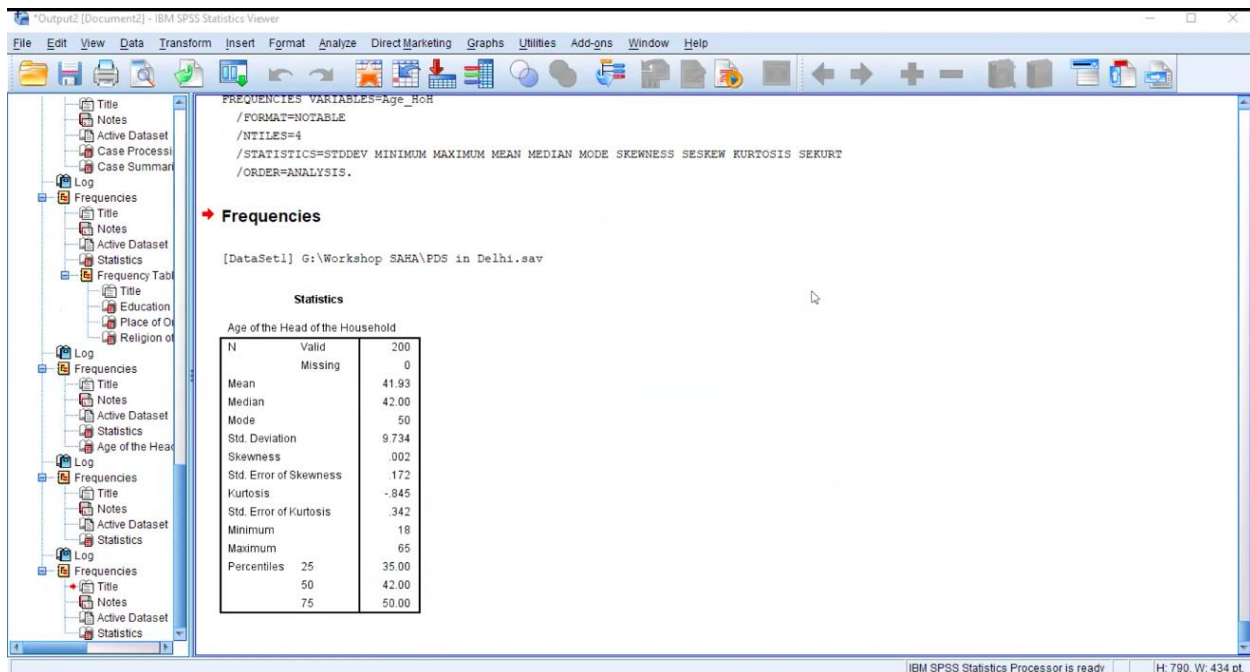 *Output2 [Document2] - IBM SPSS Statistics Viewer
File Edit View Data Transform Insert Format Analyze Direct Marketing Graphs Utilities Add-ons Window Help
Title
Notes
Active Dataset
Case Processi
Case Summari
Log
Frequencies
Title
Notes
Active Dataset
Statistics
Frequency Tabl
Title
Education
Place of Or
Religion of
Log
Frequencies
Title
Notes
Active Dataset
Statistics
Age of the Head
Log
Frequencies
Title
Notes
Active Dataset
Statistics
Log
Frequencies
Title
Notes
Active Dataset
Statistics
FREQUENCIES VARIABLES=Age_HoH
/FORMAT=NOTABLE
/NTILES=4
/STATISTICS=STDDEV MINIMUM MAXIMUM MEAN MEDIAN MODE SKEWNESS SESKEW KURTOSIS SEKURT
/ORDER=ANALYSIS.
Frequencies
[DataSet1] G:\Workshop SAHA\PDS in Delhi.sav
Statistics
Age of the Head of the Household
N Valid 200
Missing 0
Mean 41.93
Median 42.00
Mode 50
Std. Deviation 9.734
Skewness .002
Std. Error of Skewness .172
Kurtosis -.845
Std. Error of Kurtosis .342
Minimum 18
Maximum 65
Percentiles 25 35.00
50 42.00
75 50.00
IBM SPSS Statistics Processor is ready H: 790, W: 434 pt.